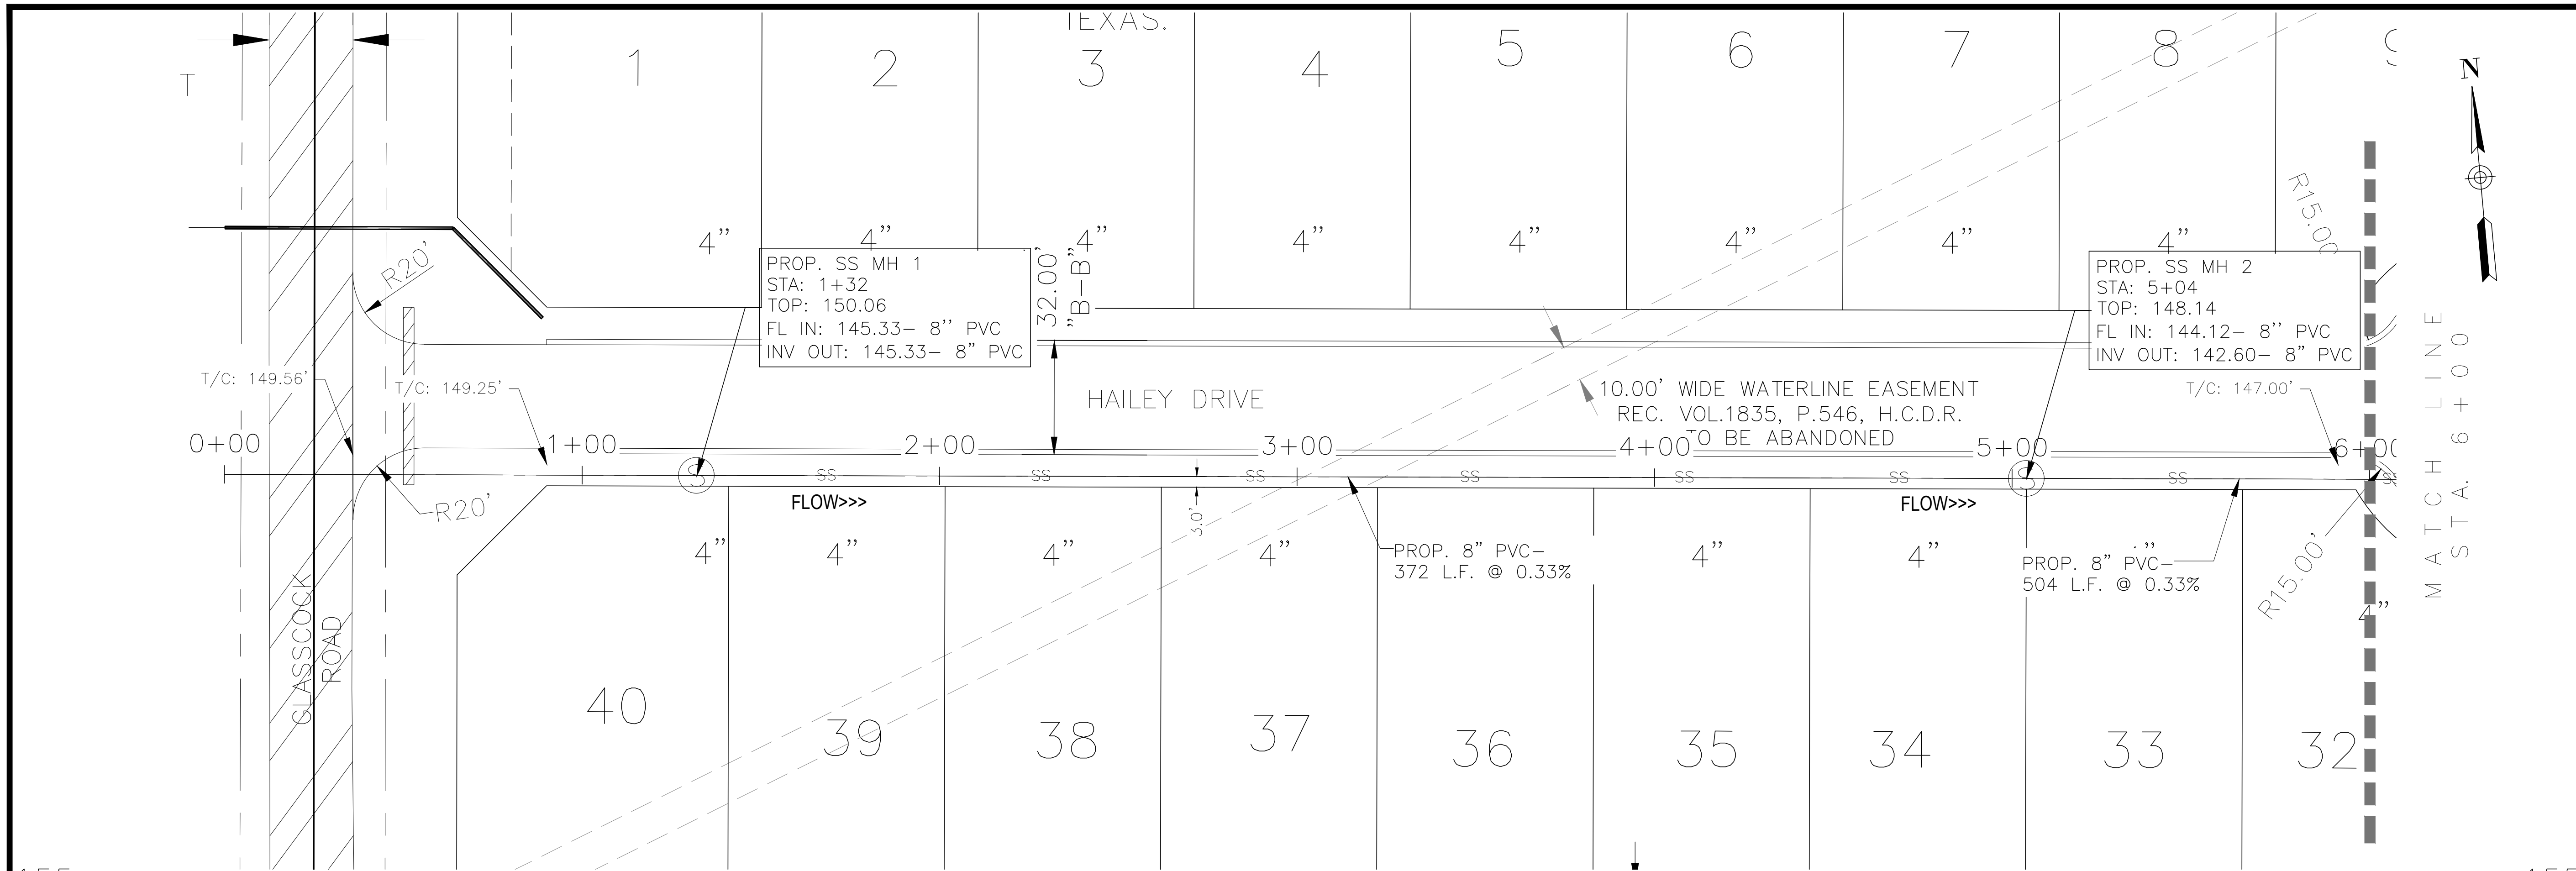 TEXAS.
T
1
2
3
4
5
6
7
8
9
N
4”
4”
4”
4”
4”
4”
4”
4”
R20'
R15.00'
PROP. SS MH 1
STA: 1+32
TOP: 150.06
FL IN: 145.33– 8'' PVC
INV OUT: 145.33– 8” PVC
32.00'
”B–B”
PROP. SS MH 2
STA: 5+04
TOP: 148.14
FL IN: 144.12– 8'' PVC
INV OUT: 142.60– 8” PVC
T/C: 149.56'
T/C: 149.25'
HAILEY DRIVE
10.00' WIDE WATERLINE EASEMENT
REC. VOL.1835, P.546, H.C.D.R.
TO BE ABANDONED
T/C: 147.00'
MATCH LINE
STA. 6+00
0+00
1+00
2+00
3+00
4+00
5+00
6+00
S
SS
SS
SS
SS
SS
SS
S
SS
R20'
FLOW>>>
3.0'
FLOW>>>
4”
4”
4”
4”
PROP. 8” PVC–
372 L.F. @ 0.33%
4”
4”
PROP. 8” PVC–
504 L.F. @ 0.33%
R15.00'
4”
GLASSCOCK
ROAD
40
39
38
37
36
35
34
33
32